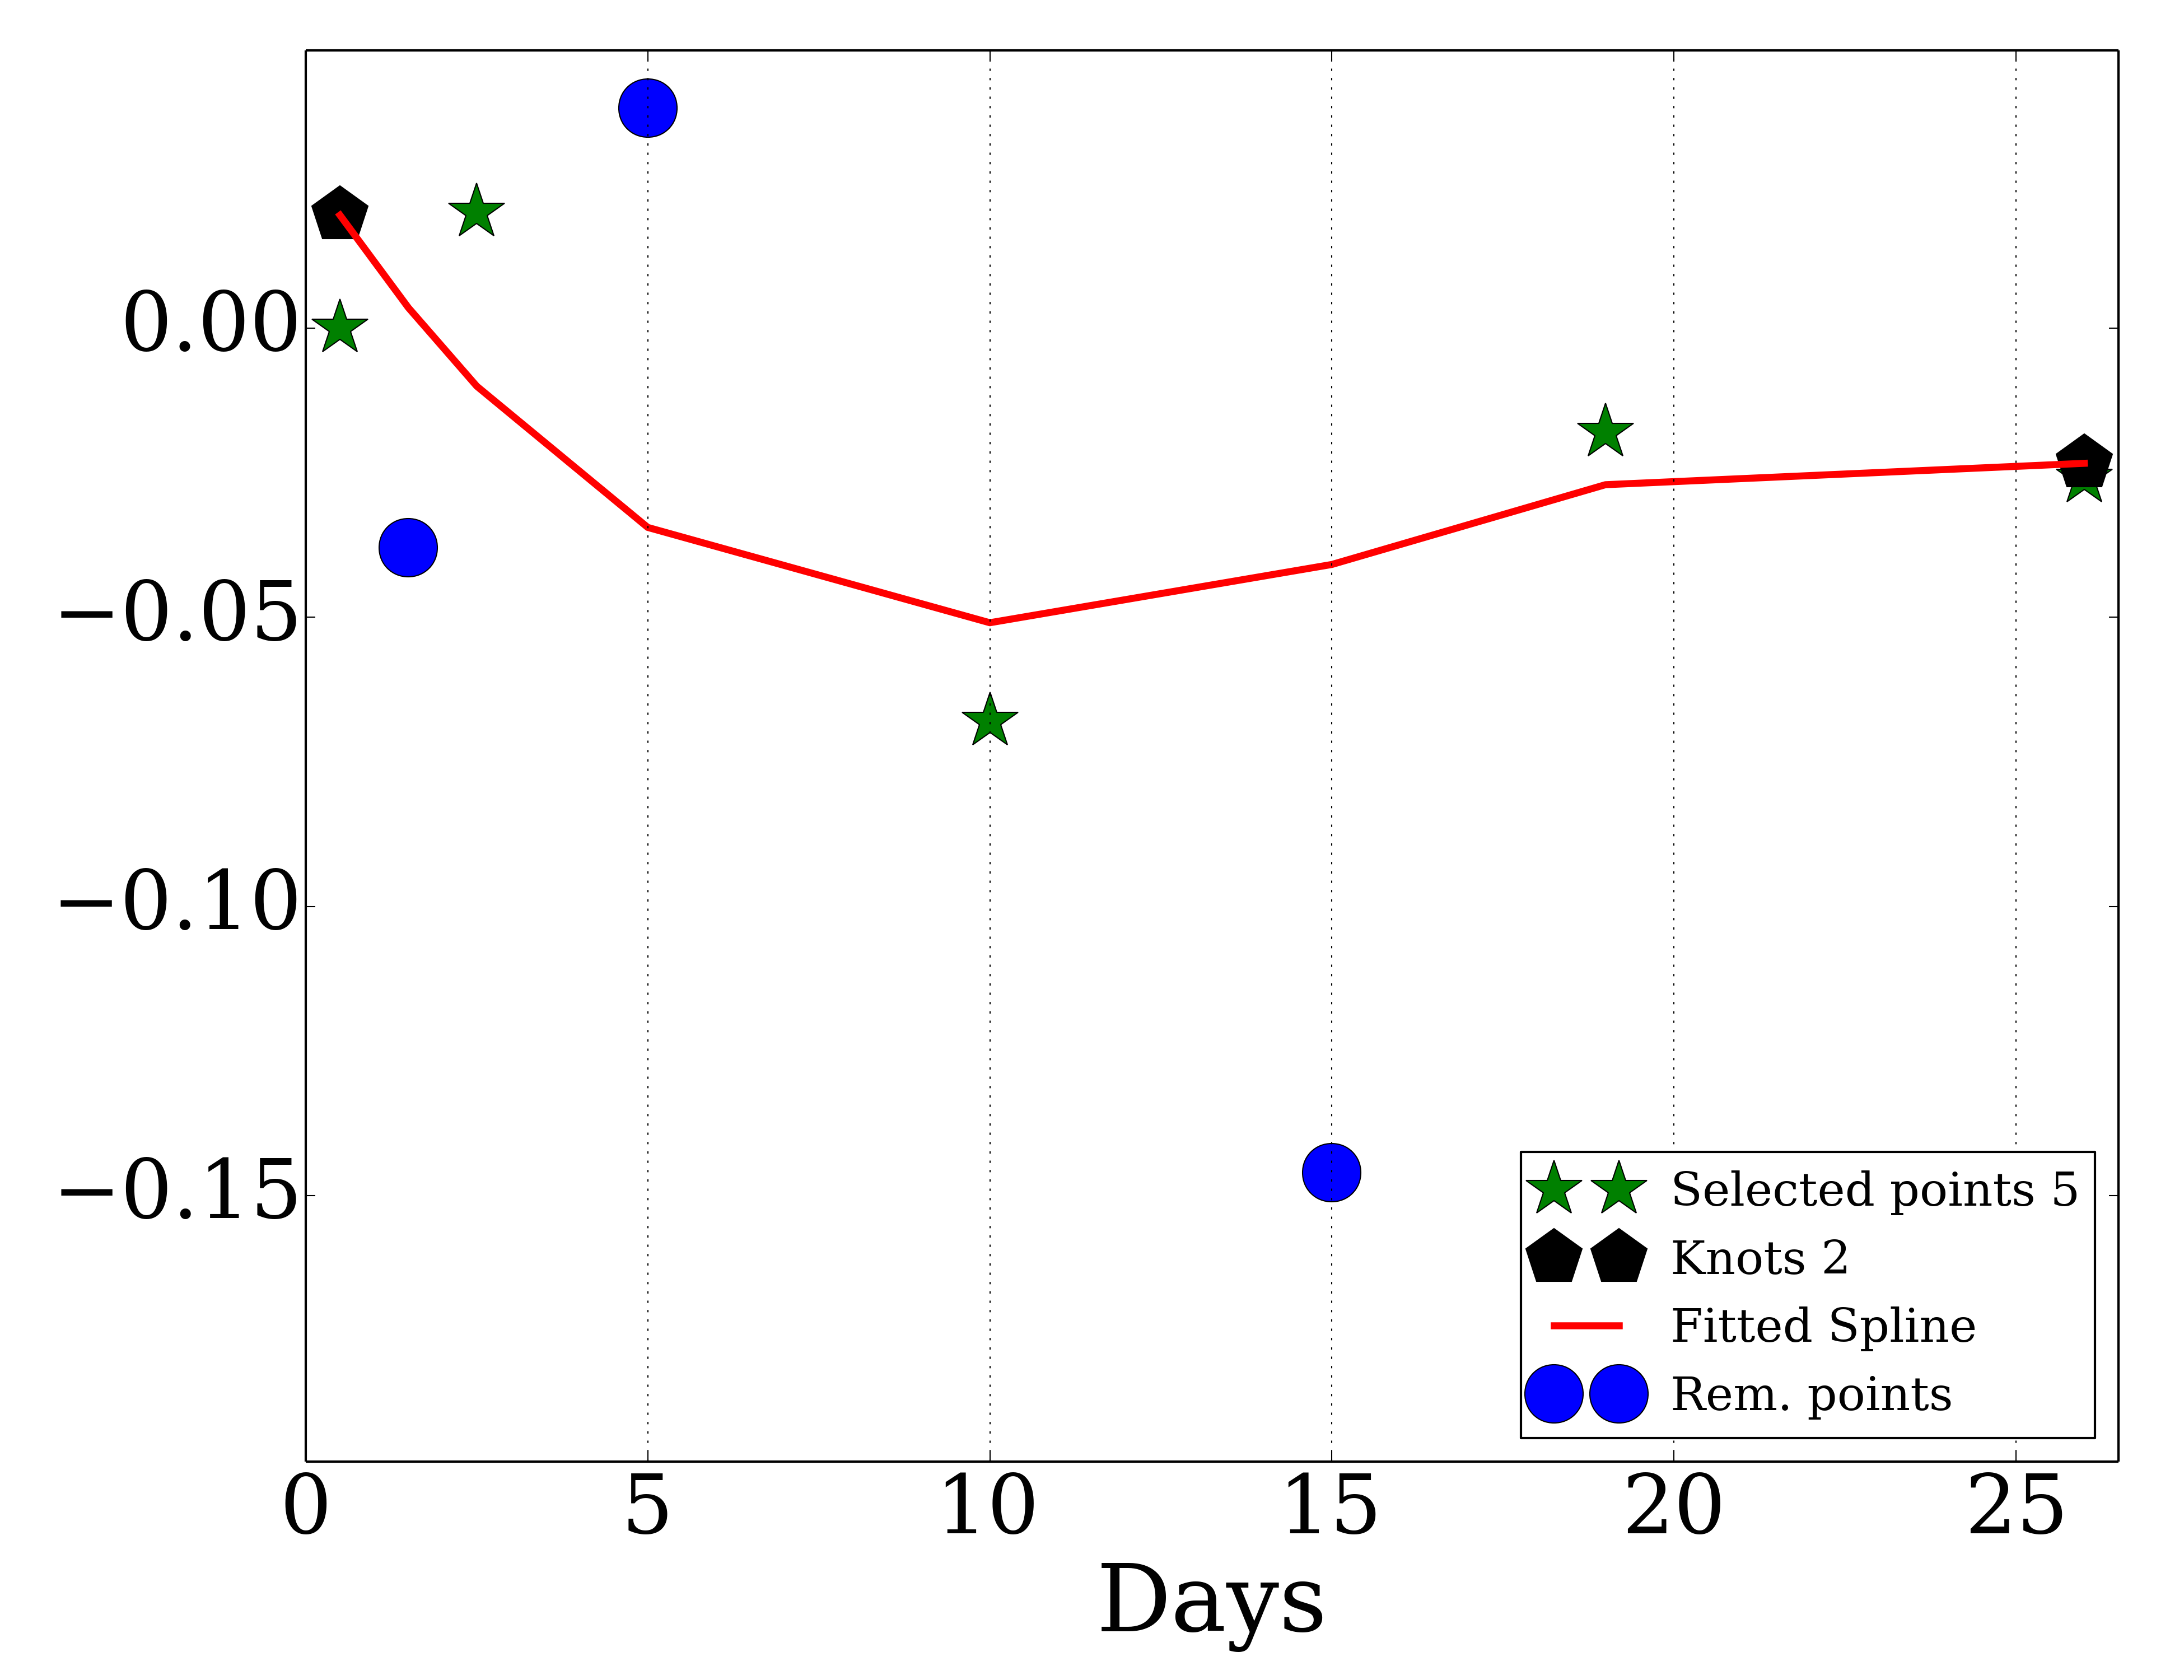 0.00
−0.05
−0.10
−0.15
0 5 10 15 20 25
Days
Selected points 5
Knots 2
Fitted Spline
Rem. points